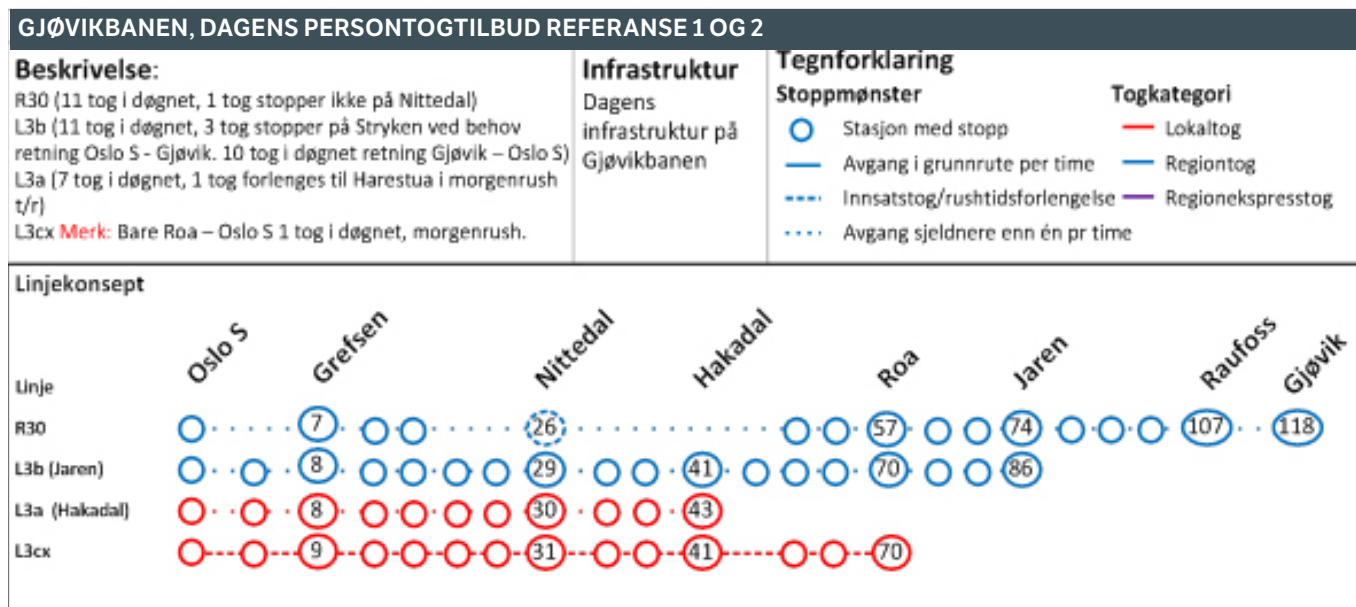 GJØVIKBANEN, DAGENS PERSONTOGTILBUD REFERANSE 1 OG 2
Beskrivelse:
R30 (11 tog i døgnet, 1 tog stopper ikke på Nittedal)
L3b (11 tog i døgnet, 3 tog stopper på Stryken ved behov
retning Oslo S - Gjøvik. 10 tog i døgnet retning Gjøvik – Oslo S)
L3a (7 tog i døgnet, 1 tog forlenges til Harestua i morgenrush
t/r)
L3cx Merk: Bare Roa – Oslo S 1 tog i døgnet, morgenrush.
Infrastruktur
Dagens
infrastruktur på
Gjøvikbanen
Tegnforklaring
Stoppmønster
Stasjon med stopp
Avgang i grunnrute per time
Innsatstog/rushtidsforlengelse
Avgang sjeldnere enn én pr time
Togkategori
Lokaltog
Regiontog
Regionekspresstog
Linjekonsept
Oslo S
Grefsen
Nittedal
Hakadal
Roa
Jaren
Raufoss
Gjøvik
Linje
R30 7 26 57 74 107 118
L3b (Jaren) 8 29 41 70 86
L3a (Hakadal) 8 30 43
L3cx 9 31 41 70